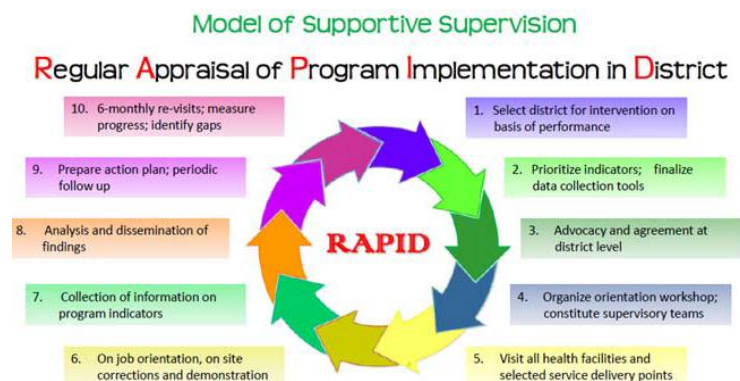 Model of Supportive Supervision
Regular Appraisal of Program Implementation in District
10. 6-monthly re-visits; measure
progress; identify gaps
1. Select district for intervention on
basis of performance
9. Prepare action plan; periodic
follow up
2. Prioritize indicators; finalize
data collection tools
8. Analysis and dissemination of
findings
RAPID
3. Advocacy and agreement at
district level
7. Collection of information on
program indicators
4. Organize orientation workshop;
constitute supervisory teams
6. On job orientation, on site
corrections and demonstration
5. Visit all health facilities and
selected service delivery points